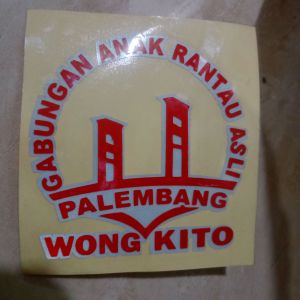 GABUNGAN ANAK RANTAU ASLI
PALEMBANG
WONG KITO